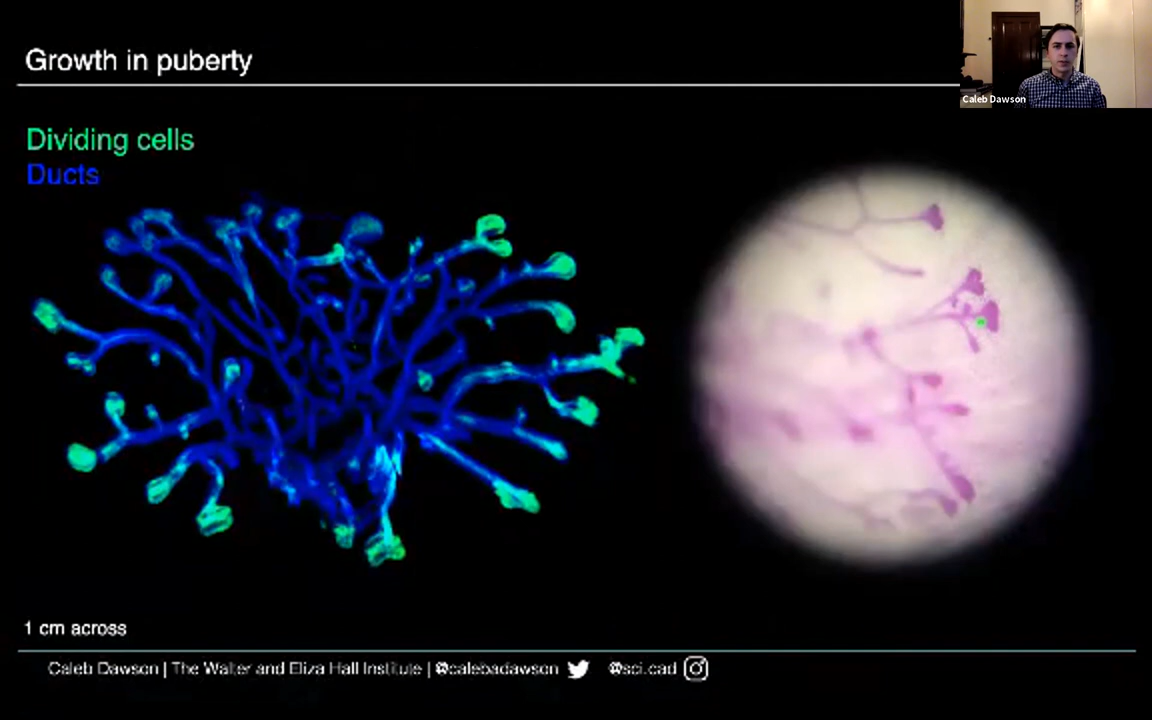 Growth in puberty
Caleb Dawson
Dividing cells
Ducts
1 cm across
Caleb Dawson | The Walter and Eliza Hall Institute | @calebadawson @sci.cad